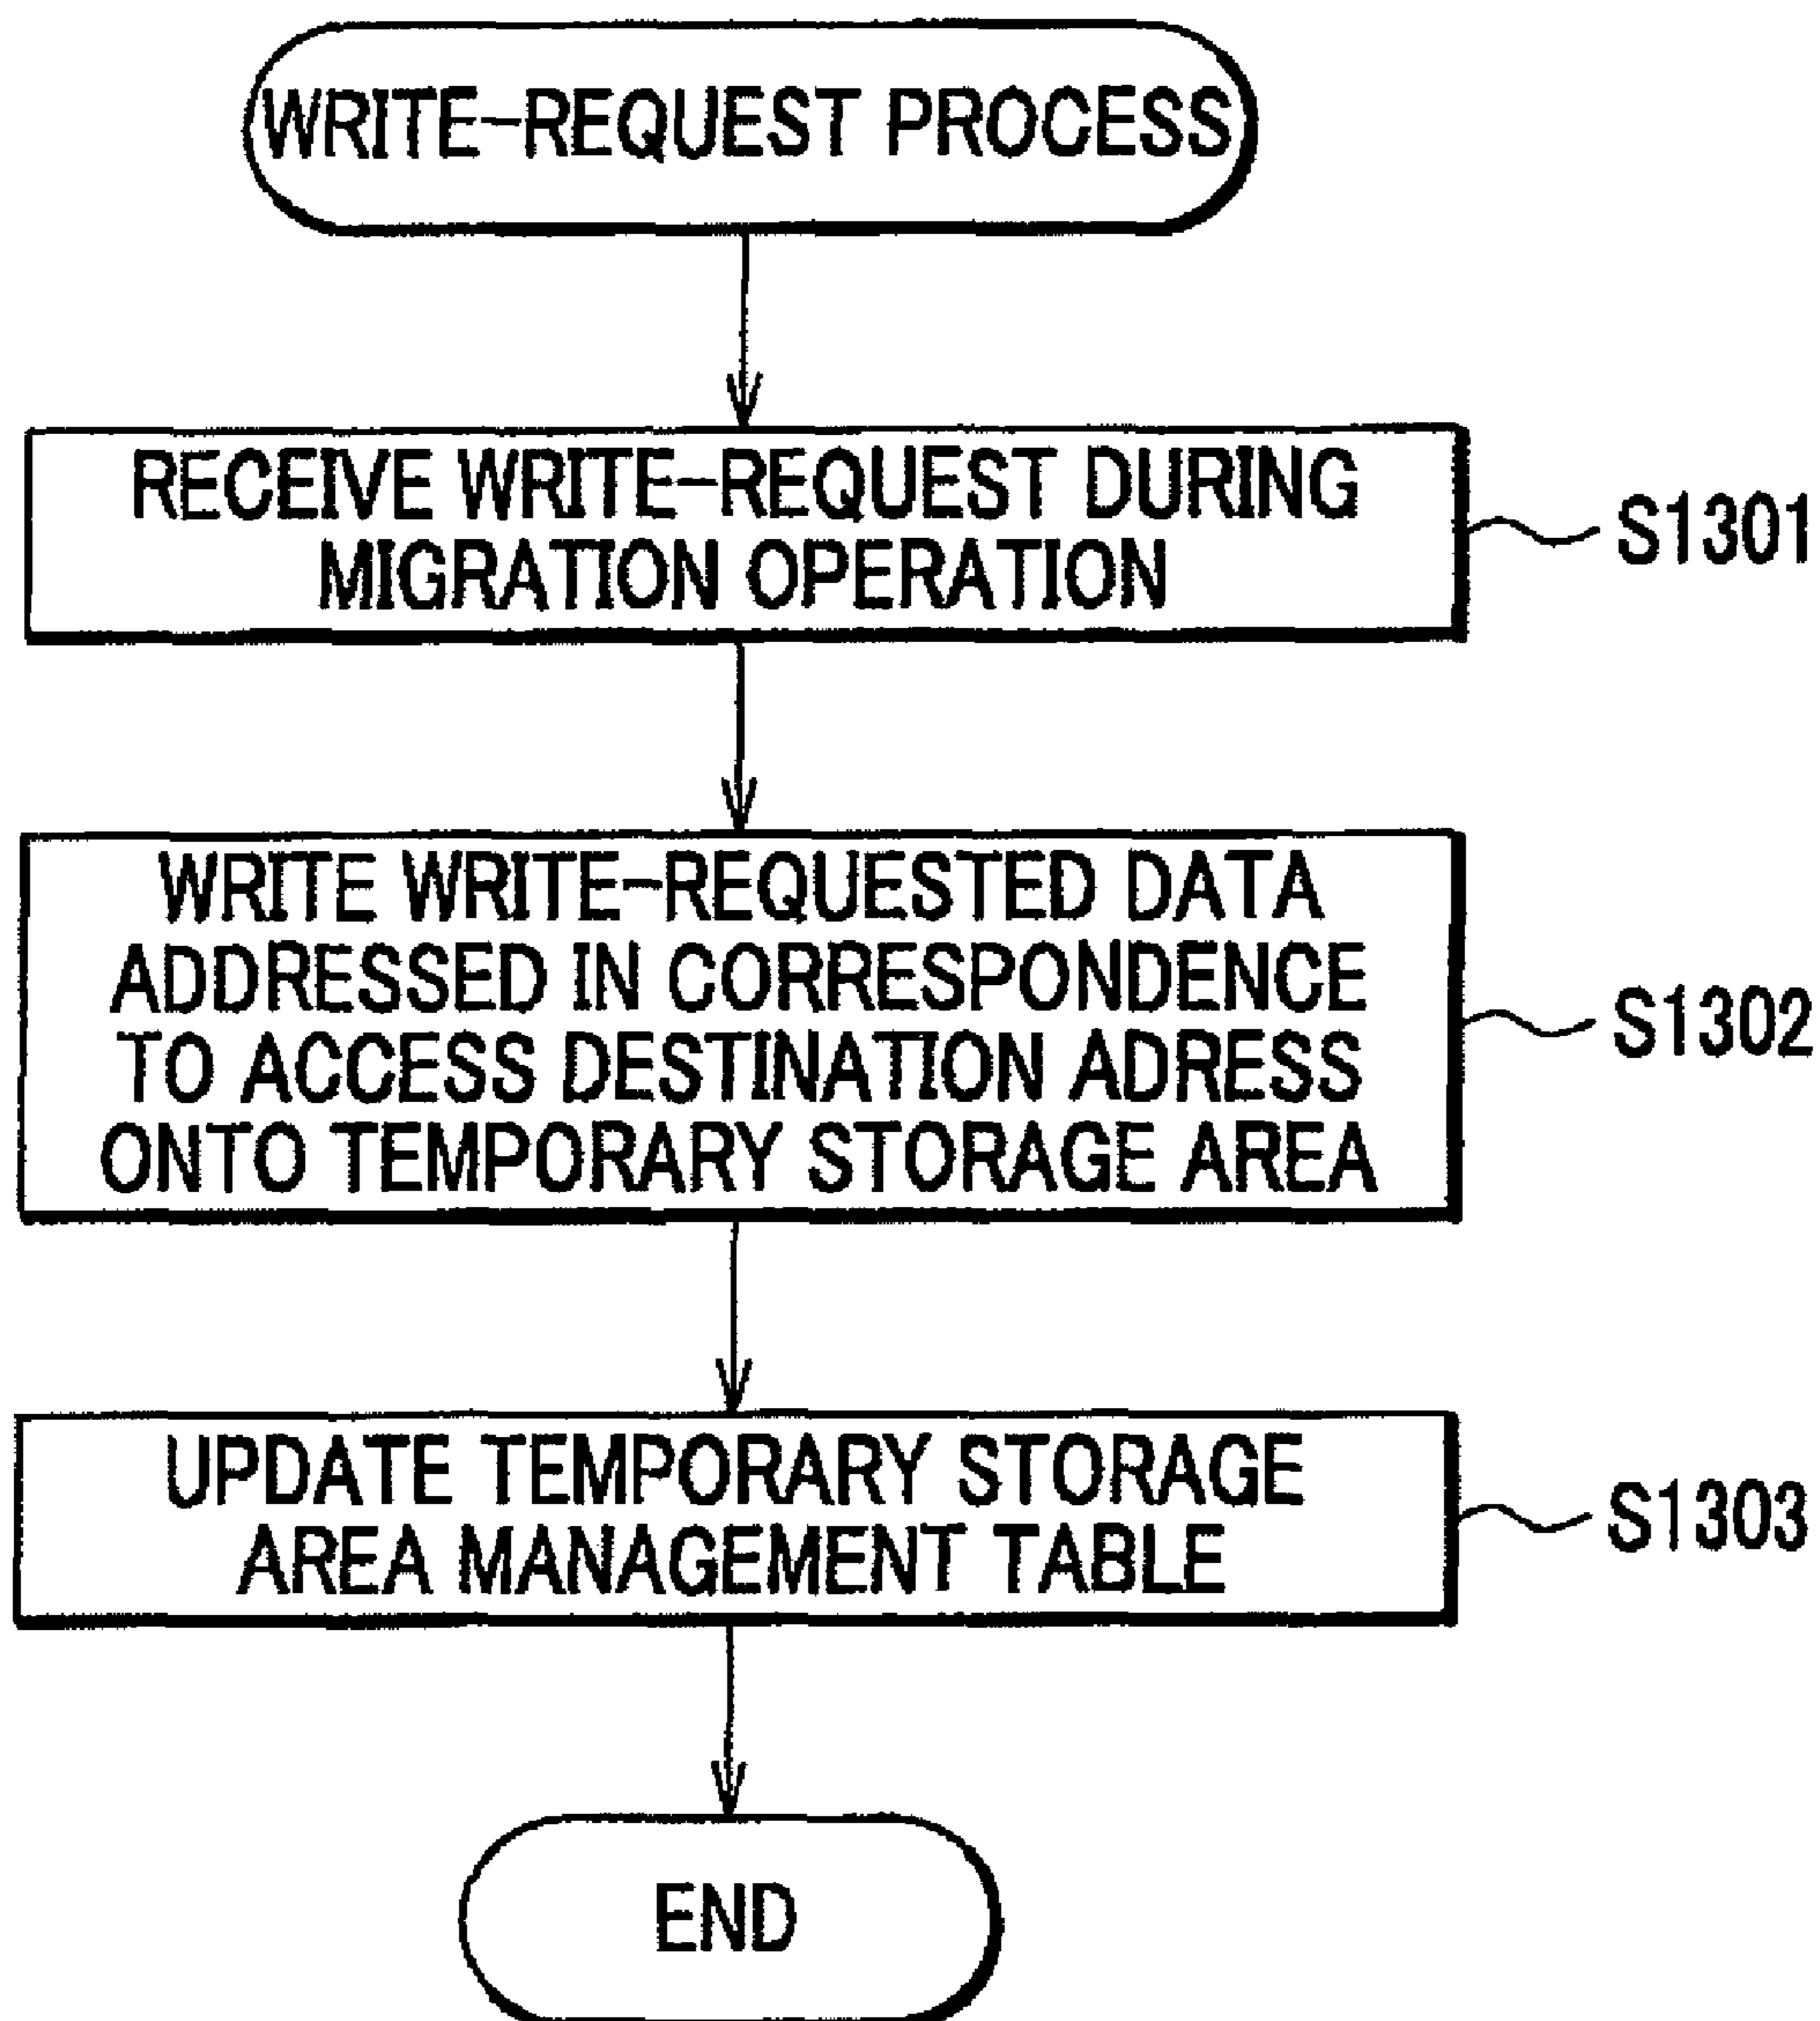 WRITE-REQUEST PROCESS
RECEIVE WRITE-REQUEST DURING
MIGRATION OPERATION
S1301
WRITE WRITE-REQUESTED DATA
ADDRESSED IN CORRESPONDENCE
TO ACCESS DESTINATION ADRESS
ONTO TEMPORARY STORAGE AREA
S1302
UPDATE TEMPORARY STORAGE
AREA MANAGEMENT TABLE
S1303
END